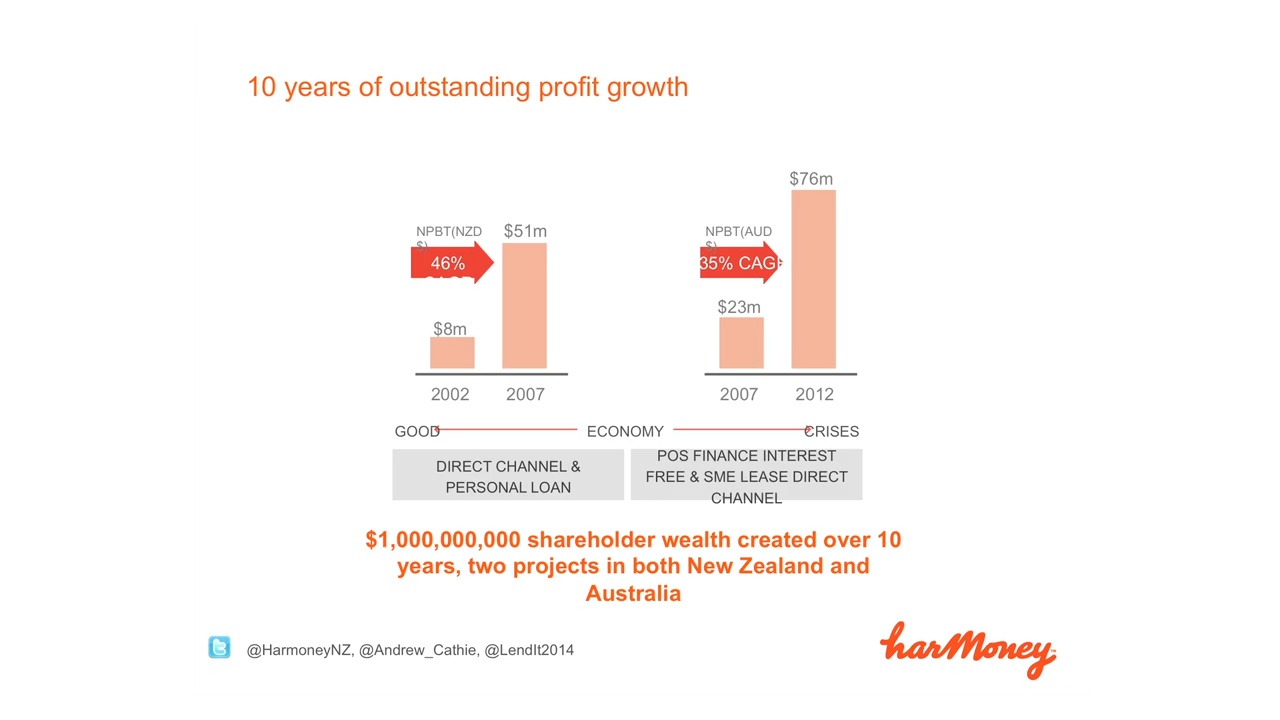 10 years of outstanding profit growth
$76m
NPBT(NZD
$)
$51m
NPBT(AUD
$)
46%
35% CAG
$23m
$8m
2002 2007
2007 2012
GOOD ECONOMY CRISES
DIRECT CHANNEL &
PERSONAL LOAN
POS FINANCE INTEREST
FREE & SME LEASE DIRECT
CHANNEL
$1,000,000,000 shareholder wealth created over 10
years, two projects in both New Zealand and
Australia
@HarmoneyNZ, @Andrew_Cathie, @LendIt2014
harMoney